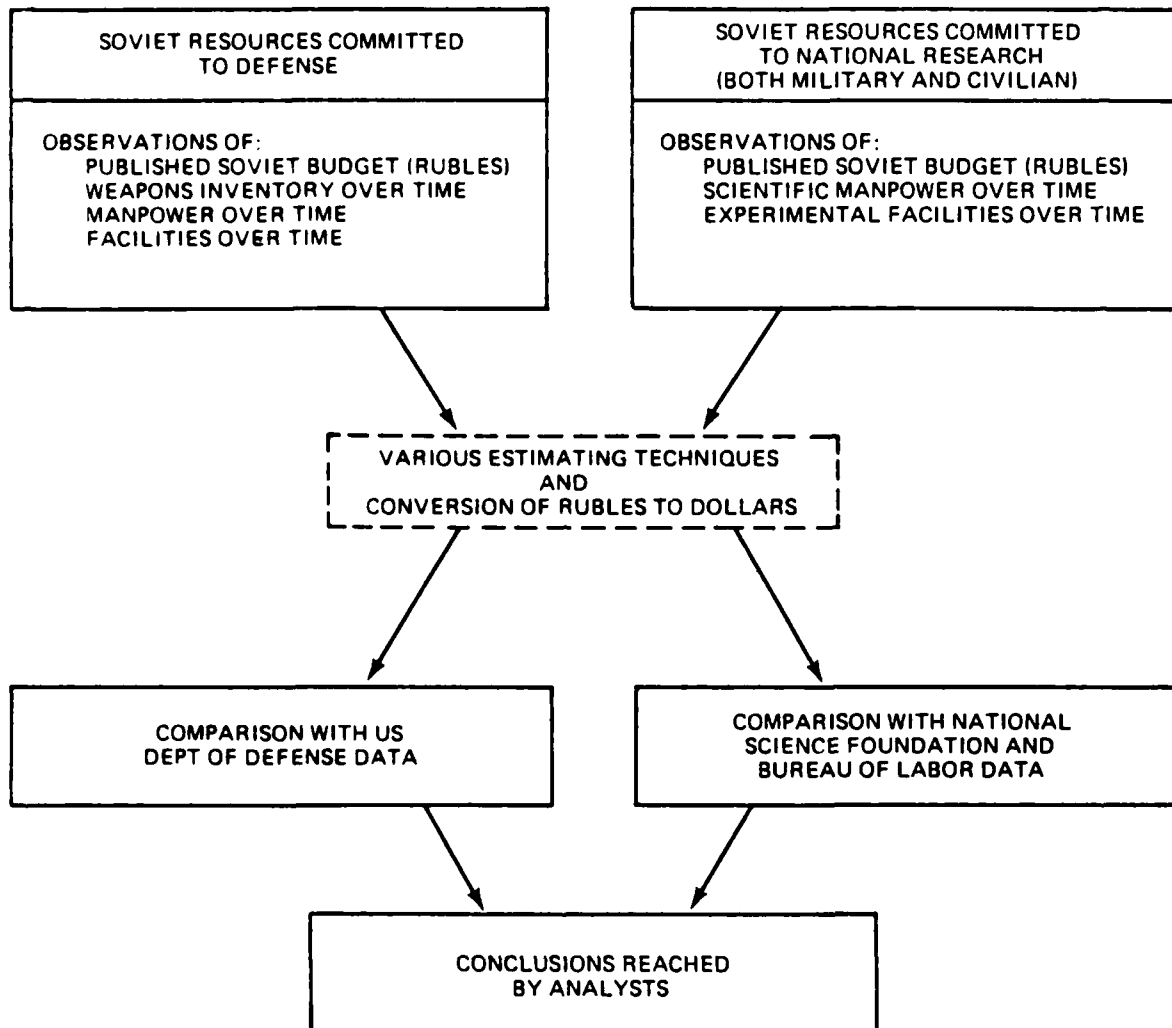 SOVIET RESOURCES COMMITTED
TO DEFENSE
OBSERVATIONS OF:
PUBLISHED SOVIET BUDGET (RUBLES)
WEAPONS INVENTORY OVER TIME
MANPOWER OVER TIME
FACILITIES OVER TIME
SOVIET RESOURCES COMMITTED
TO NATIONAL RESEARCH
(BOTH MILITARY AND CIVILIAN)
OBSERVATIONS OF:
PUBLISHED SOVIET BUDGET (RUBLES)
SCIENTIFIC MANPOWER OVER TIME
EXPERIMENTAL FACILITIES OVER TIME
VARIOUS ESTIMATING TECHNIQUES
AND
CONVERSION OF RUBLES TO DOLLARS
COMPARISON WITH US
DEPT OF DEFENSE DATA
COMPARISON WITH NATIONAL
SCIENCE FOUNDATION AND
BUREAU OF LABOR DATA
CONCLUSIONS REACHED
BY ANALYSTS